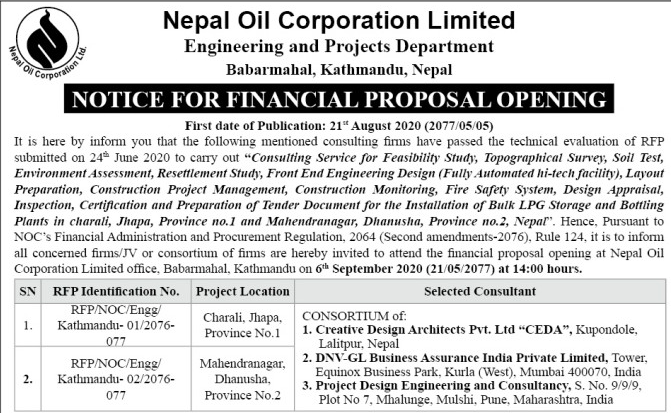 Nepal Oil Corporation Ltd.
Nepal Oil Corporation Limited
Engineering and Projects Department
Babarmahal, Kathmandu, Nepal
NOTICE FOR FINANCIAL PROPOSAL OPENING
First date of Publication: 21st August 2020 (2077/05/05)
It is here by inform you that the following mentioned consulting firms have passed the technical evaluation of RFP
submitted on 24th June 2020 to carry out “Consulting Service for Feasibility Study, Topographical Survey, Soil Test,
Environment Assessment, Resettlement Study, Front End Engineering Design (Fully Automated hi-tech facility), Layout
Preparation, Construction Project Management, Construction Monitoring, Fire Safety System, Design Appraisal,
Inspection, Certification and Preparation of Tender Document for the Installation of Bulk LPG Storage and Bottling
Plants in charali, Jhapa, Province no.1 and Mahendranagar, Dhanusha, Province no.2, Nepal”. Hence, Pursuant to
NOC’s Financial Administration and Procurement Regulation, 2064 (Second amendments-2076), Rule 124, it is to inform
all concerned firms/JV or consortium of firms are hereby invited to attend the financial proposal opening at Nepal Oil
Corporation Limited office, Babarmahal, Kathmandu on 6th September 2020 (21/05/2077) at 14:00 hours.
SN RFP Identification No. Project Location Selected Consultant
1.
RFP/NOC/Engg/
Kathmandu- 01/2076-
077
Charali, Jhapa,
Province No.1
2.
RFP/NOC/Engg/
Kathmandu- 02/2076-
077
Mahendranagar,
Dhanusha,
Province No.2
CONSORTIUM of:
1. Creative Design Architects Pvt. Ltd “CEDA”, Kupondole,
Lalitpur, Nepal
2. DNV-GL Business Assurance India Private Limited, Tower,
Equinox Business Park, Kurla (West), Mumbai 400070, India
3. Project Design Engineering and Consultancy, S. No. 9/9/9,
Plot No 7, Mhalunge, Mulshi, Pune, Maharashtra, India